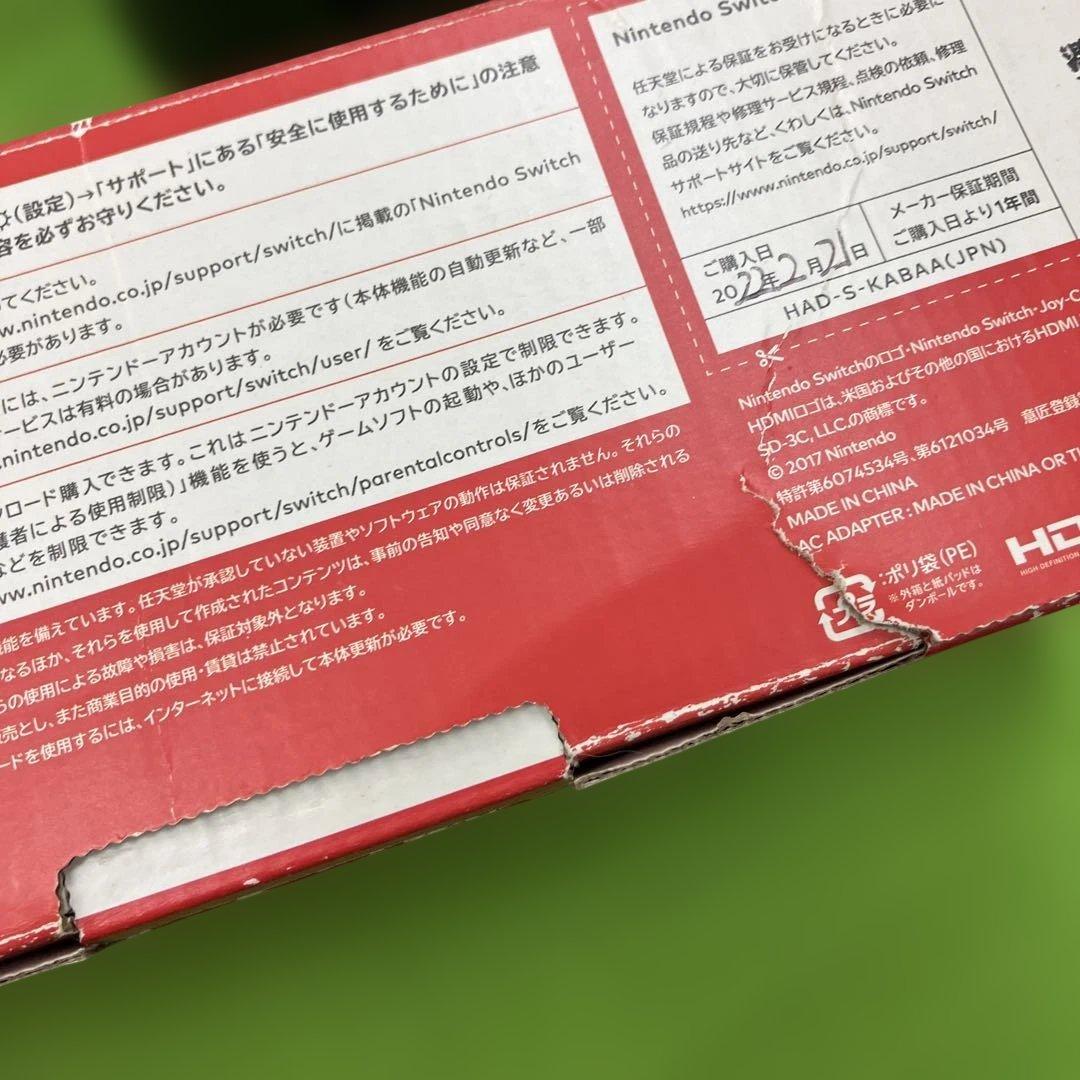 (設定)→「サポート」にある「安全に使用するために」の注意
容を必ずお守りください。
てください。
w.nintendo.co.jp/support/switch/に掲載の「Nintendo Switch
必要があります。
には、ニンテンドーアカウントが必要です(本体機能の自動更新など、一部
ービスは有料の場合があります。
nintendo.co.jp/support/switch/user/ をご覧ください。
ンロード購入できます。これはニンテンドーアカウントの設定で制限できます。
護者による使用制限)」機能を使うと、ゲームソフトの起動や、ほかのユーザー
などを制限できます。
ww.nintendo.co.jp/support/switch/parentalcontrols/をご覧ください。
機能を備えています。任天堂が承認していない装置やソフトウェアの動作は保証されません。それらの
なるほか、それらを使用して作成されたコンテンツは、事前の告知や同意なく変更あるいは削除される
らの使用による故障や損害は、保証対象外となります。
売とし、また商業目的の使用・賃貸は禁止されています。
ードを使用するには、インターネットに接続して本体更新が必要です。
Nintendo Swit
任天堂による保証をお受けになるときに必要に
なりますので、大切に保管してください。
保証規程や修理サービス規程、点検の依頼、修理
品の送り先など、くわしくは、Nintendo Switch
サポートサイトをご覧ください。
https://www.nintendo.co.jp/support/switch/
ご購入日
2022年2月21日
メーカー保証期間
ご購入日より1年間
HAD-S-KABAA(JPN)
Nintendo Switchのロゴ・Nintendo Switch・Joy-C
HDMIロゴは、米国およびその他の国におけるHDMI
SD-3C, LLC.の商標です。
© 2017 Nintendo
特許第6074534号、第6121034号 意匠登録
MADE IN CHINA
AC ADAPTER : MADE IN CHINA OR TH
プラ
:ポリ袋(PE)
※外箱と紙パッドは
ダンボールです。
HD
HIGH DEFINITION